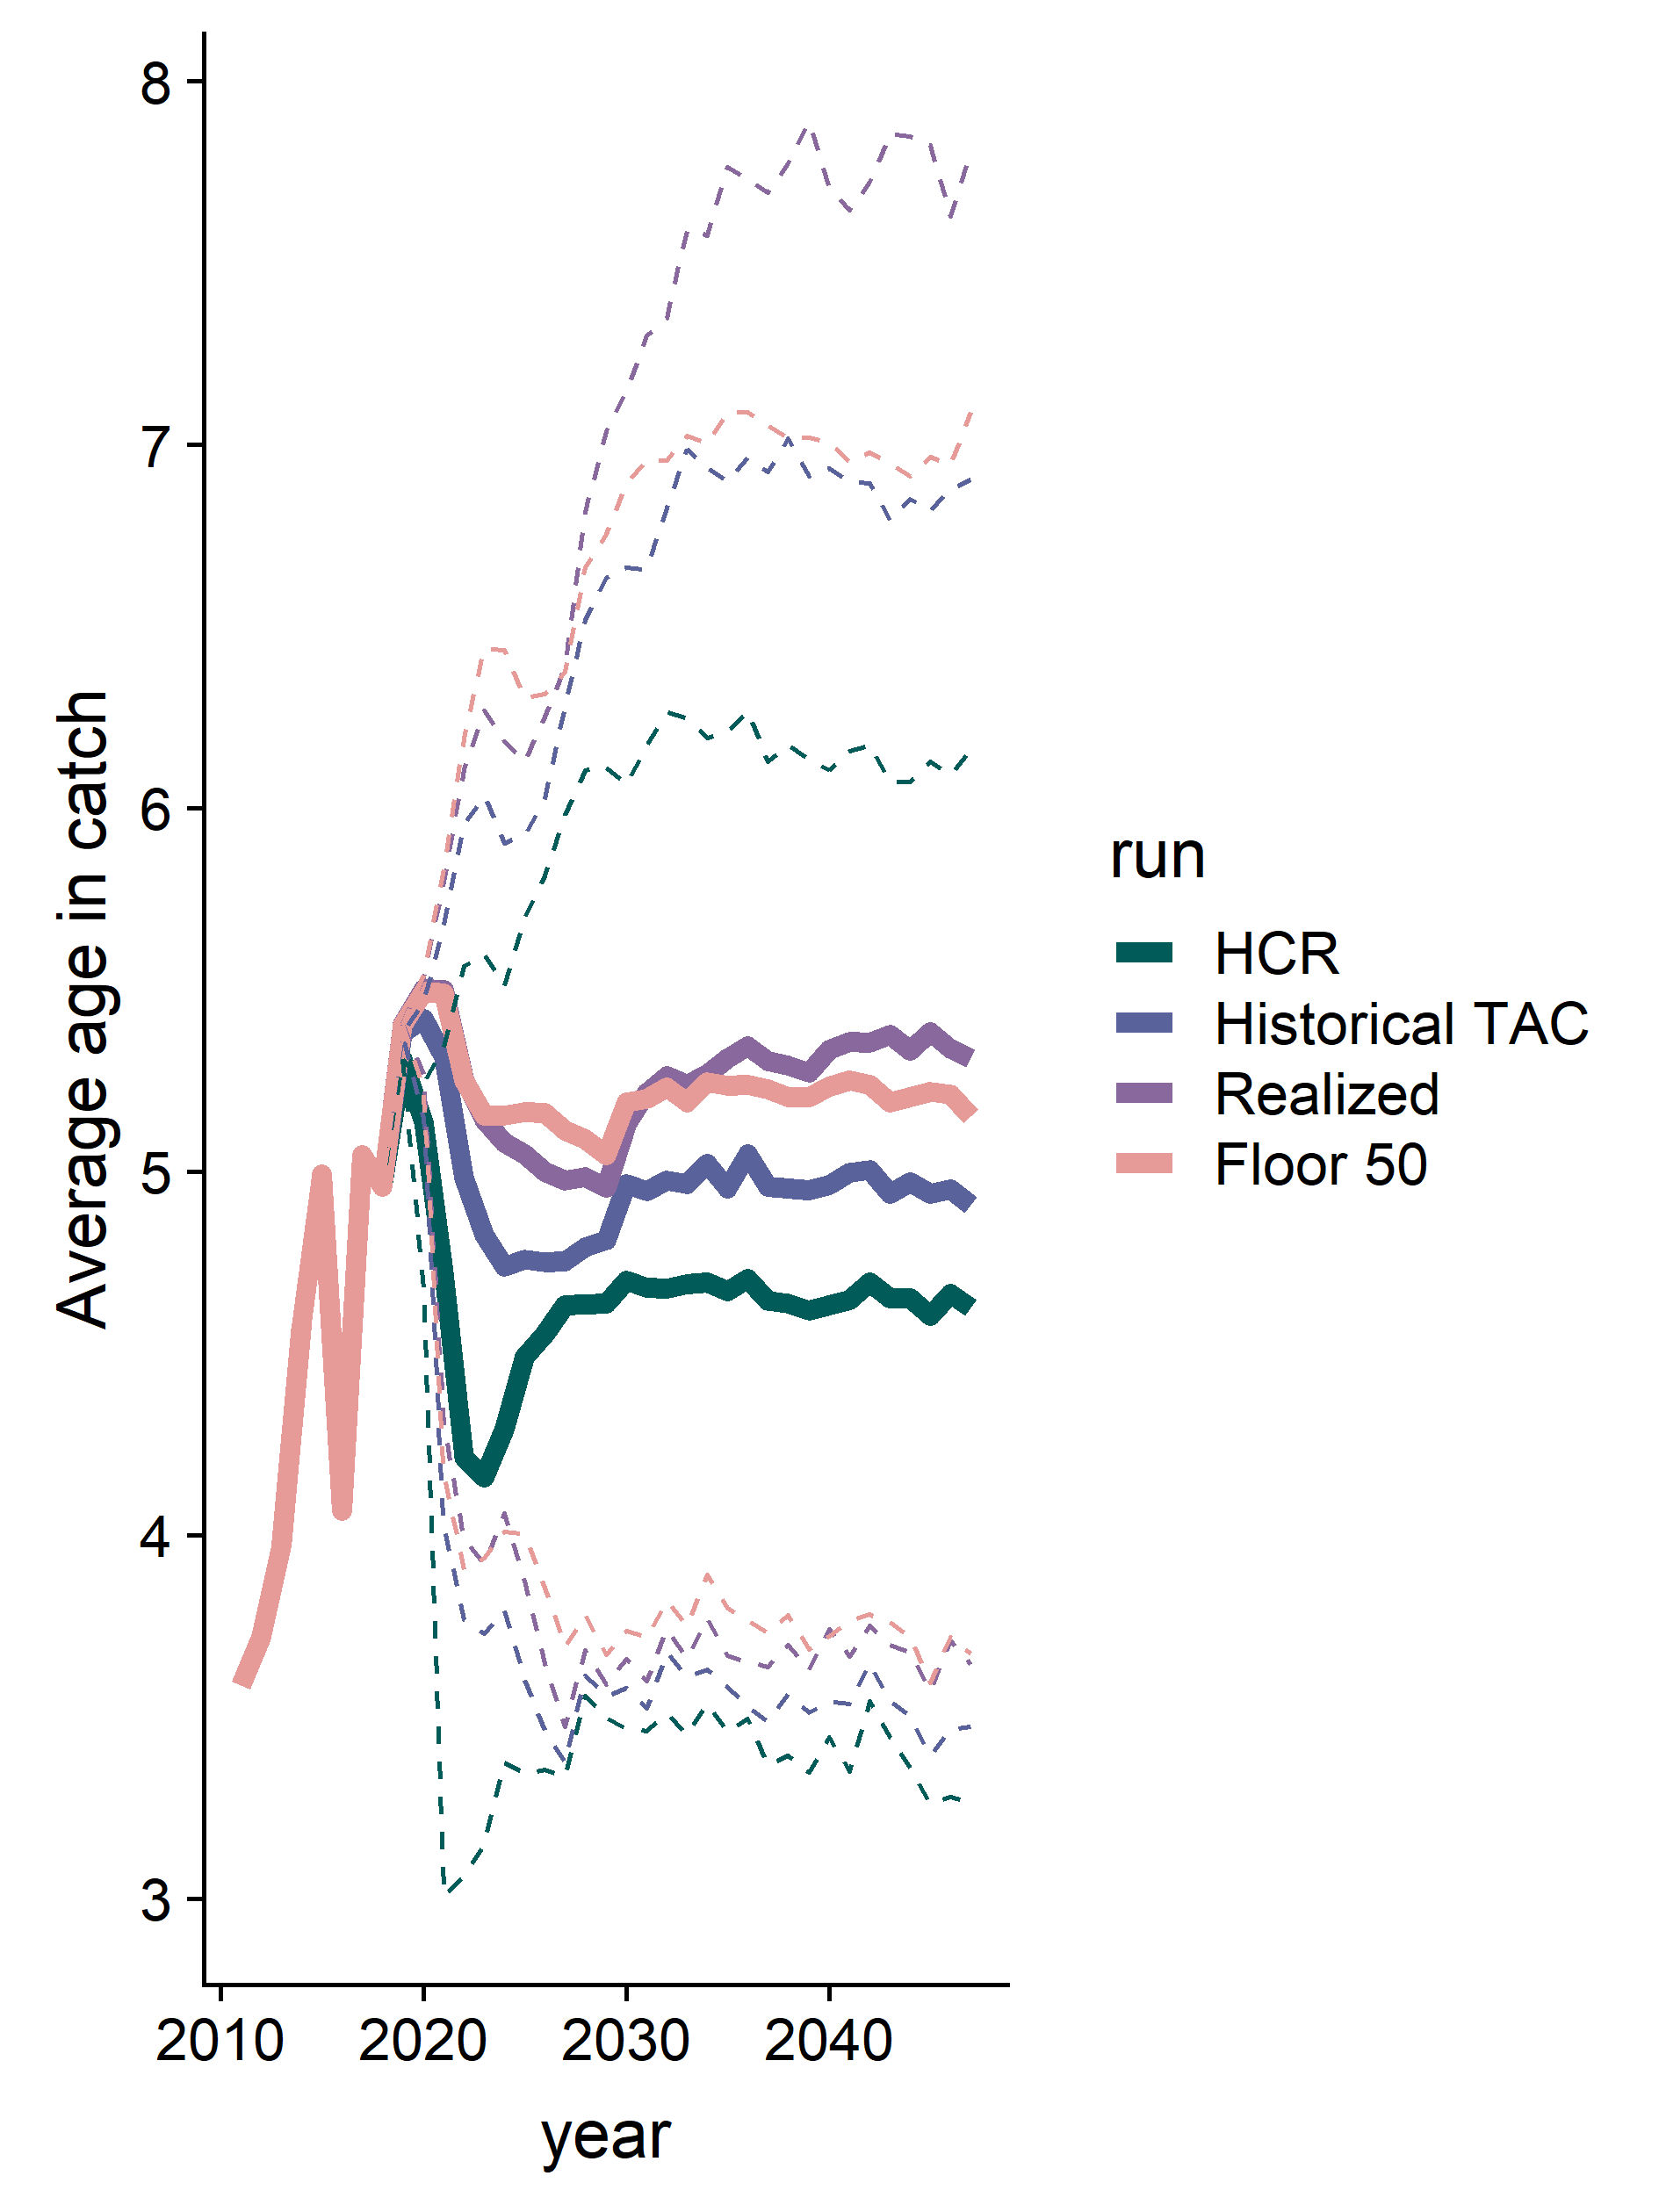 8
7
6
5
4
3
Average age in catch
2010 2020 2030 2040
year
run
HCR
Historical TAC
Realized
Floor 50